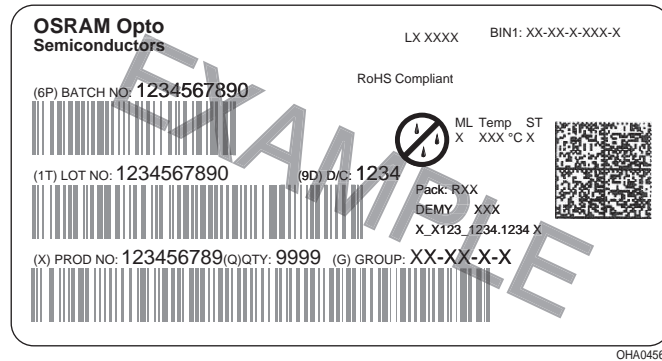 OSRAM Opto
Semiconductors
LX XXXX
BIN1: XX-XX-X-XXX-X
RoHS Compliant
(6P) BATCH NO: 1234567890
ML Temp ST
X XXX °C X
(1T) LOT NO: 1234567890 (9D) D/C: 1234
Pack: RXX
DEMY XXX
X_X123_1234.1234 X
(X) PROD NO: 123456789(Q)QTY: 9999 (G) GROUP: XX-XX-X-X
EXAMPLE
OHA04563